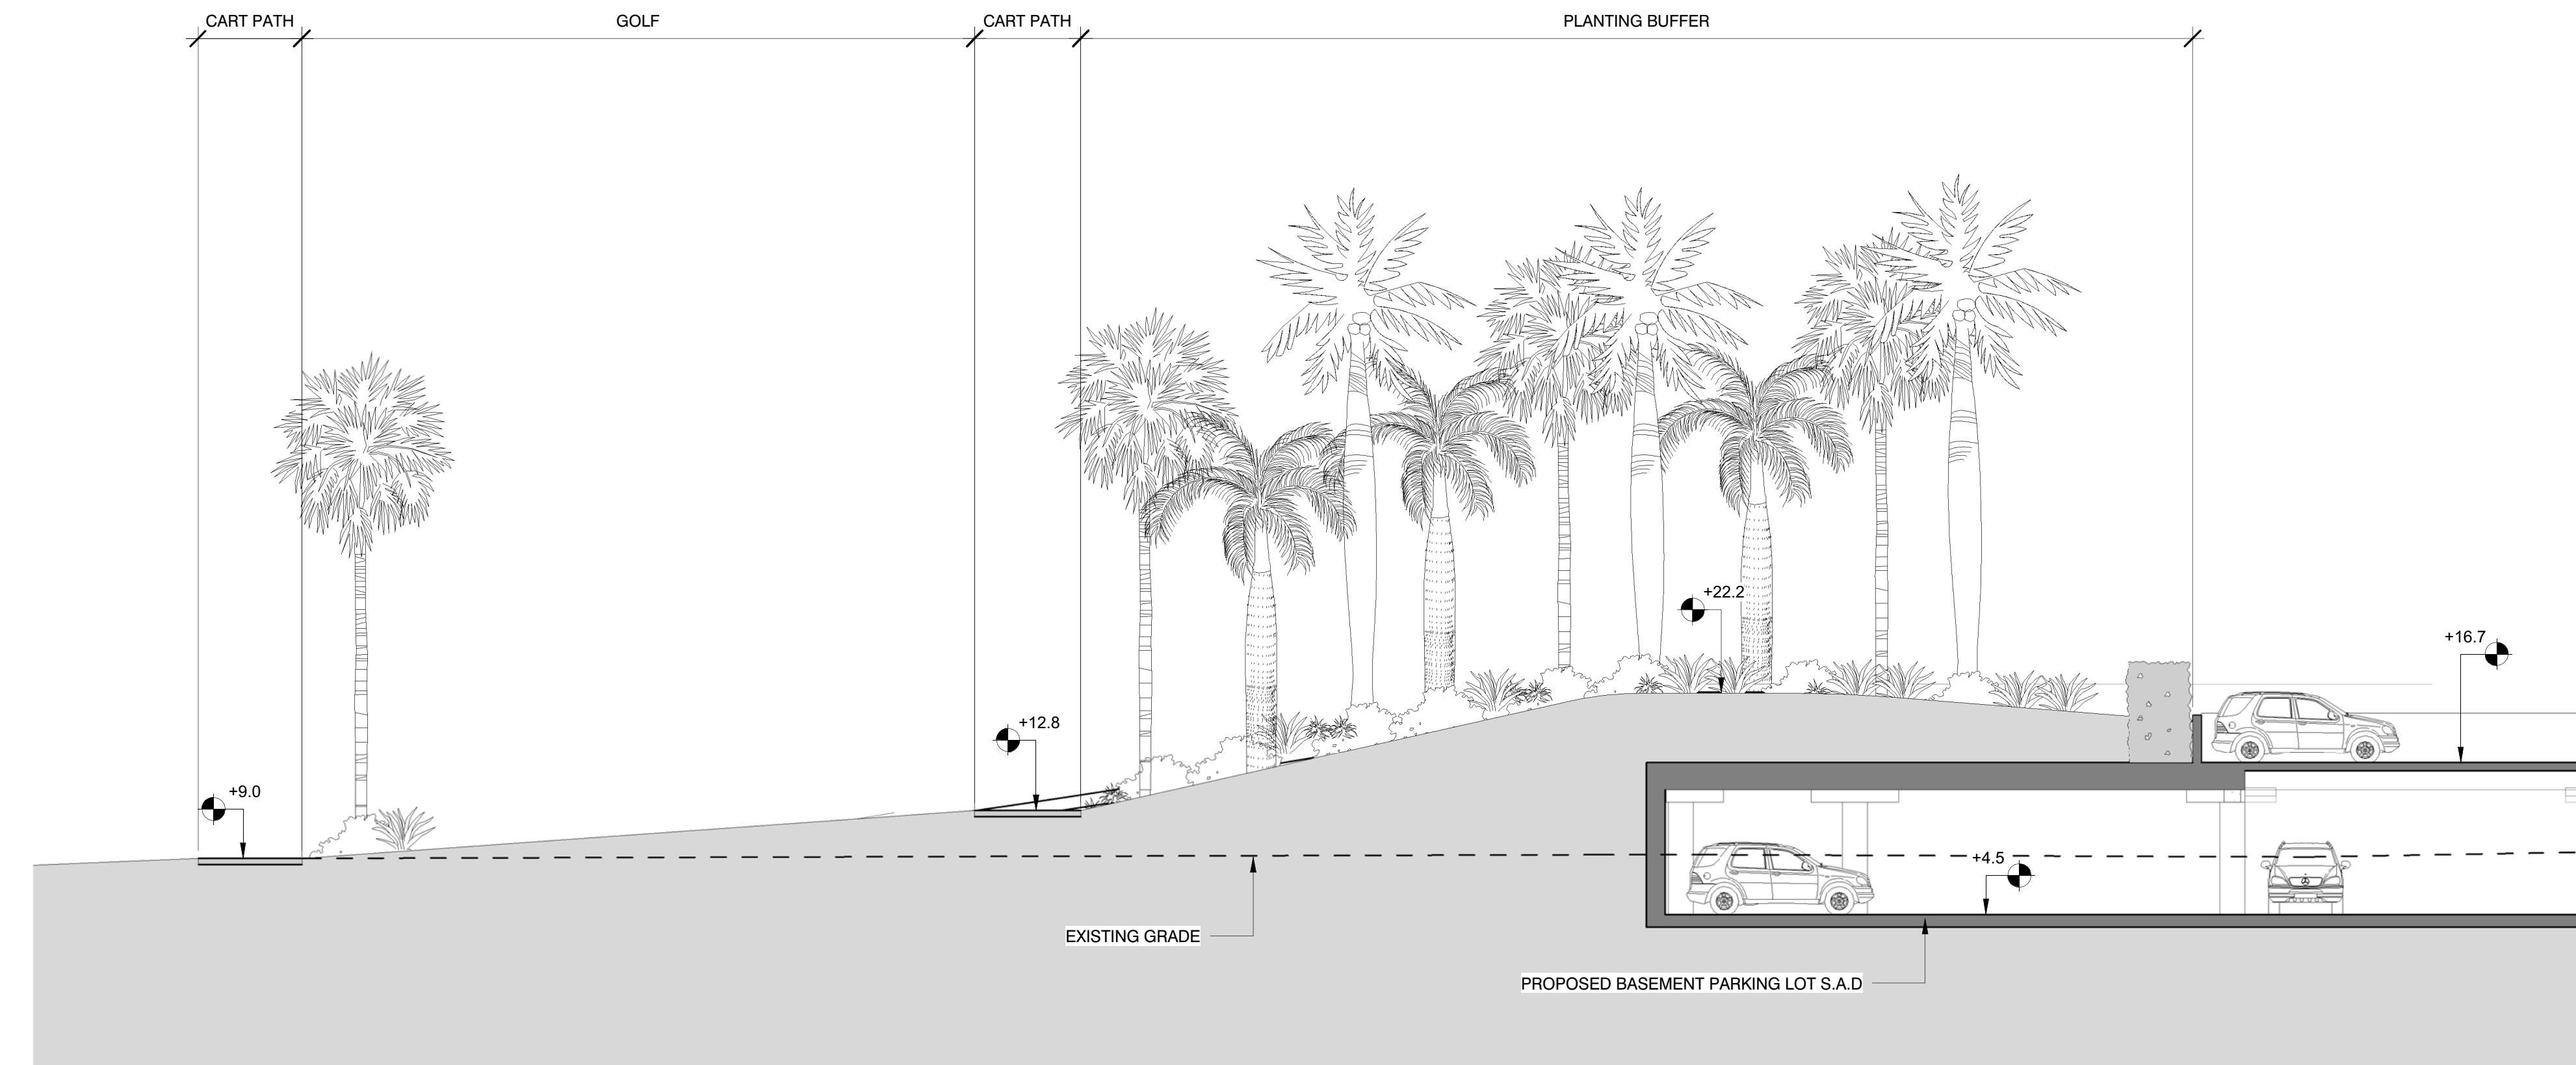 CART PATH
GOLF
CART PATH
PLANTING BUFFER
+22.2
+16.7
+12.8
+9.0
+4.5
EXISTING GRADE
PROPOSED BASEMENT PARKING LOT S.A.D